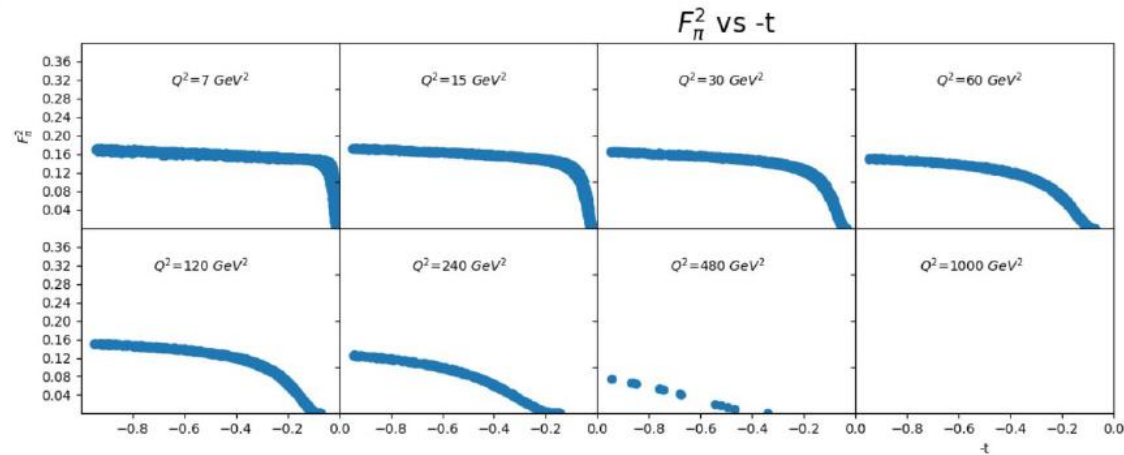 F_π^2 vs -t
Q²=7 GeV²
Q²=15 GeV²
Q²=30 GeV²
Q²=60 GeV²
0.36
0.32
0.28
0.24
0.20
0.16
0.12
0.08
0.04
F_π^2
Q²=120 GeV²
Q²=240 GeV²
Q²=480 GeV²
Q²=1000 GeV²
0.36
0.32
0.28
0.24
0.20
0.16
0.12
0.08
0.04
−0.8 −0.6 −0.4 −0.2 0.0 −0.8 −0.6 −0.4 −0.2 0.0 −0.8 −0.6 −0.4 −0.2 0.0 −0.8 −0.6 −0.4 −0.2 0.0
-t